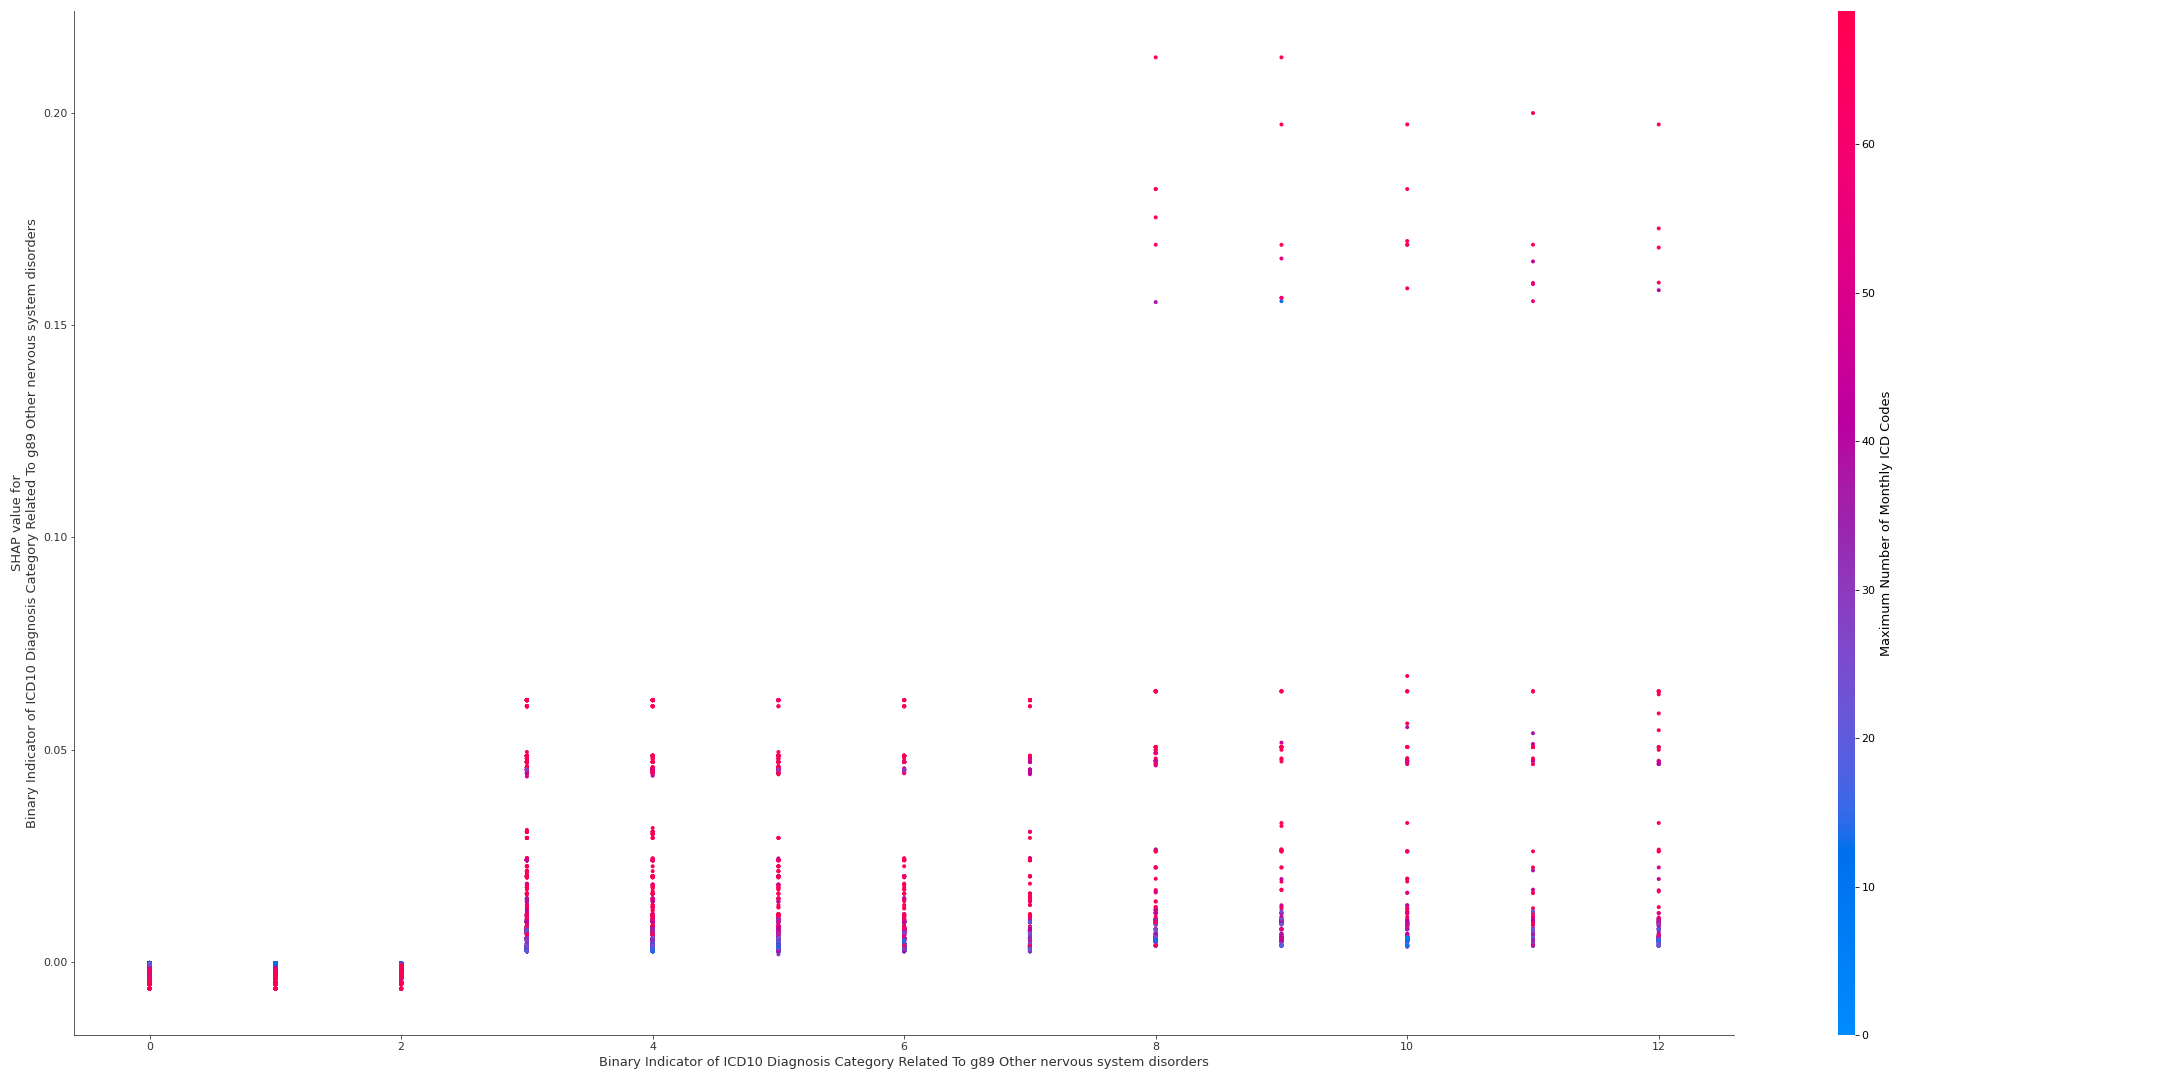 SHAP value for
Binary Indicator of ICD10 Diagnosis Category Related To g89 Other nervous system disorders
0.20
0.15
0.10
0.05
0.00
0 2 4 6 8 10 12
Binary Indicator of ICD10 Diagnosis Category Related To g89 Other nervous system disorders
60
50
40
30
20
10
0
Maximum Number of Monthly ICD Codes